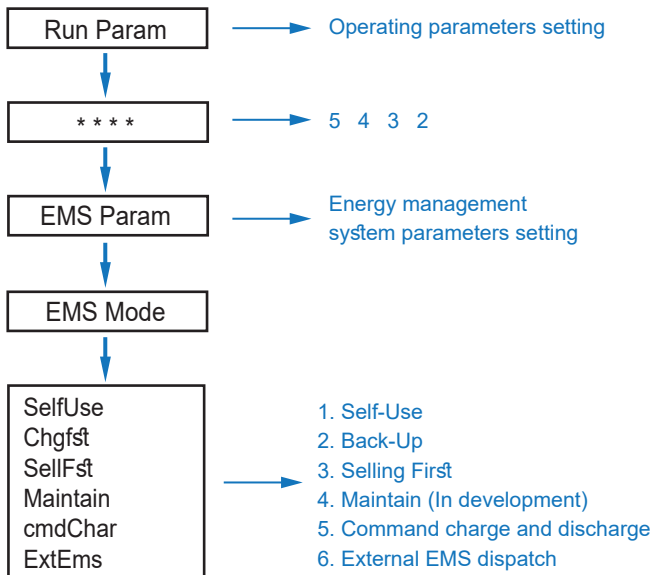 Run Param
Operating parameters setting
* * * *
5 4 3 2
EMS Param
Energy management
system parameters setting
EMS Mode
SelfUse
Chgfst
SellFst
Maintain
cmdChar
ExtEms
1. Self-Use
2. Back-Up
3. Selling First
4. Maintain (In development)
5. Command charge and discharge
6. External EMS dispatch